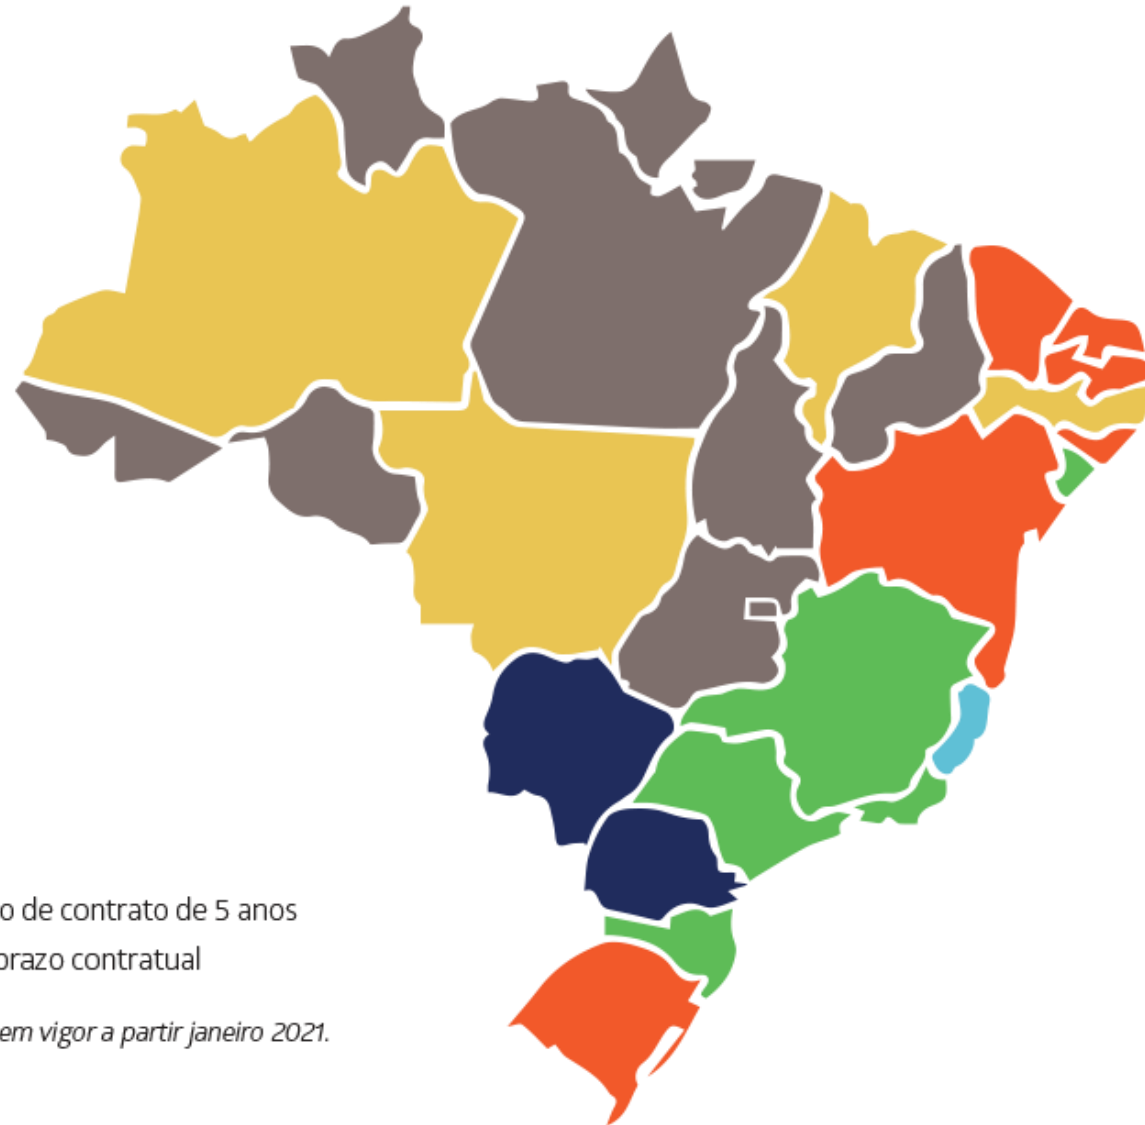 o de contrato de 5 anos
prazo contratual
em vigor a partir janeiro 2021.